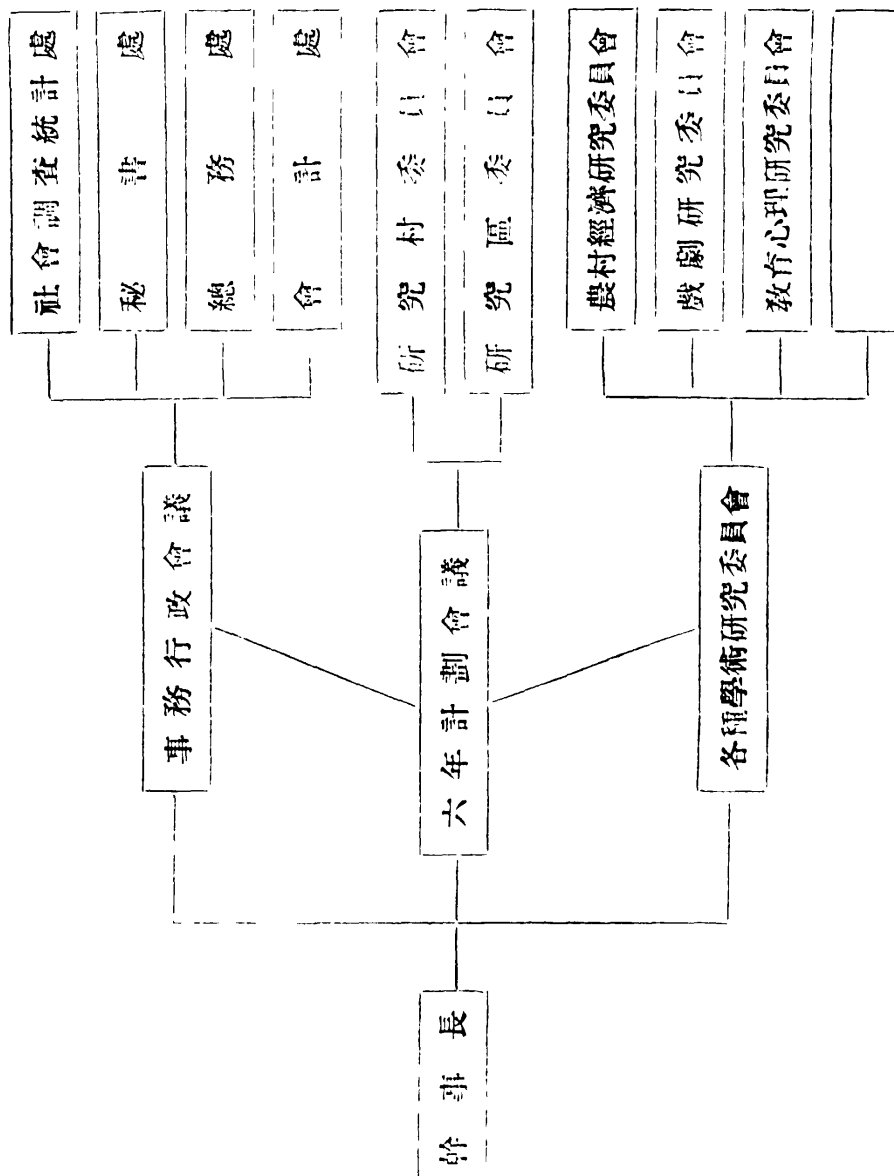 幹事長
事務行政會議
六年計劃會議
各種學術研究委員會
社會調查統計處
秘書處
總務處
會計處
研究村委員會
研究區委員會
農村經濟研究委員會
戲劇研究委員會
教育心理研究委員會